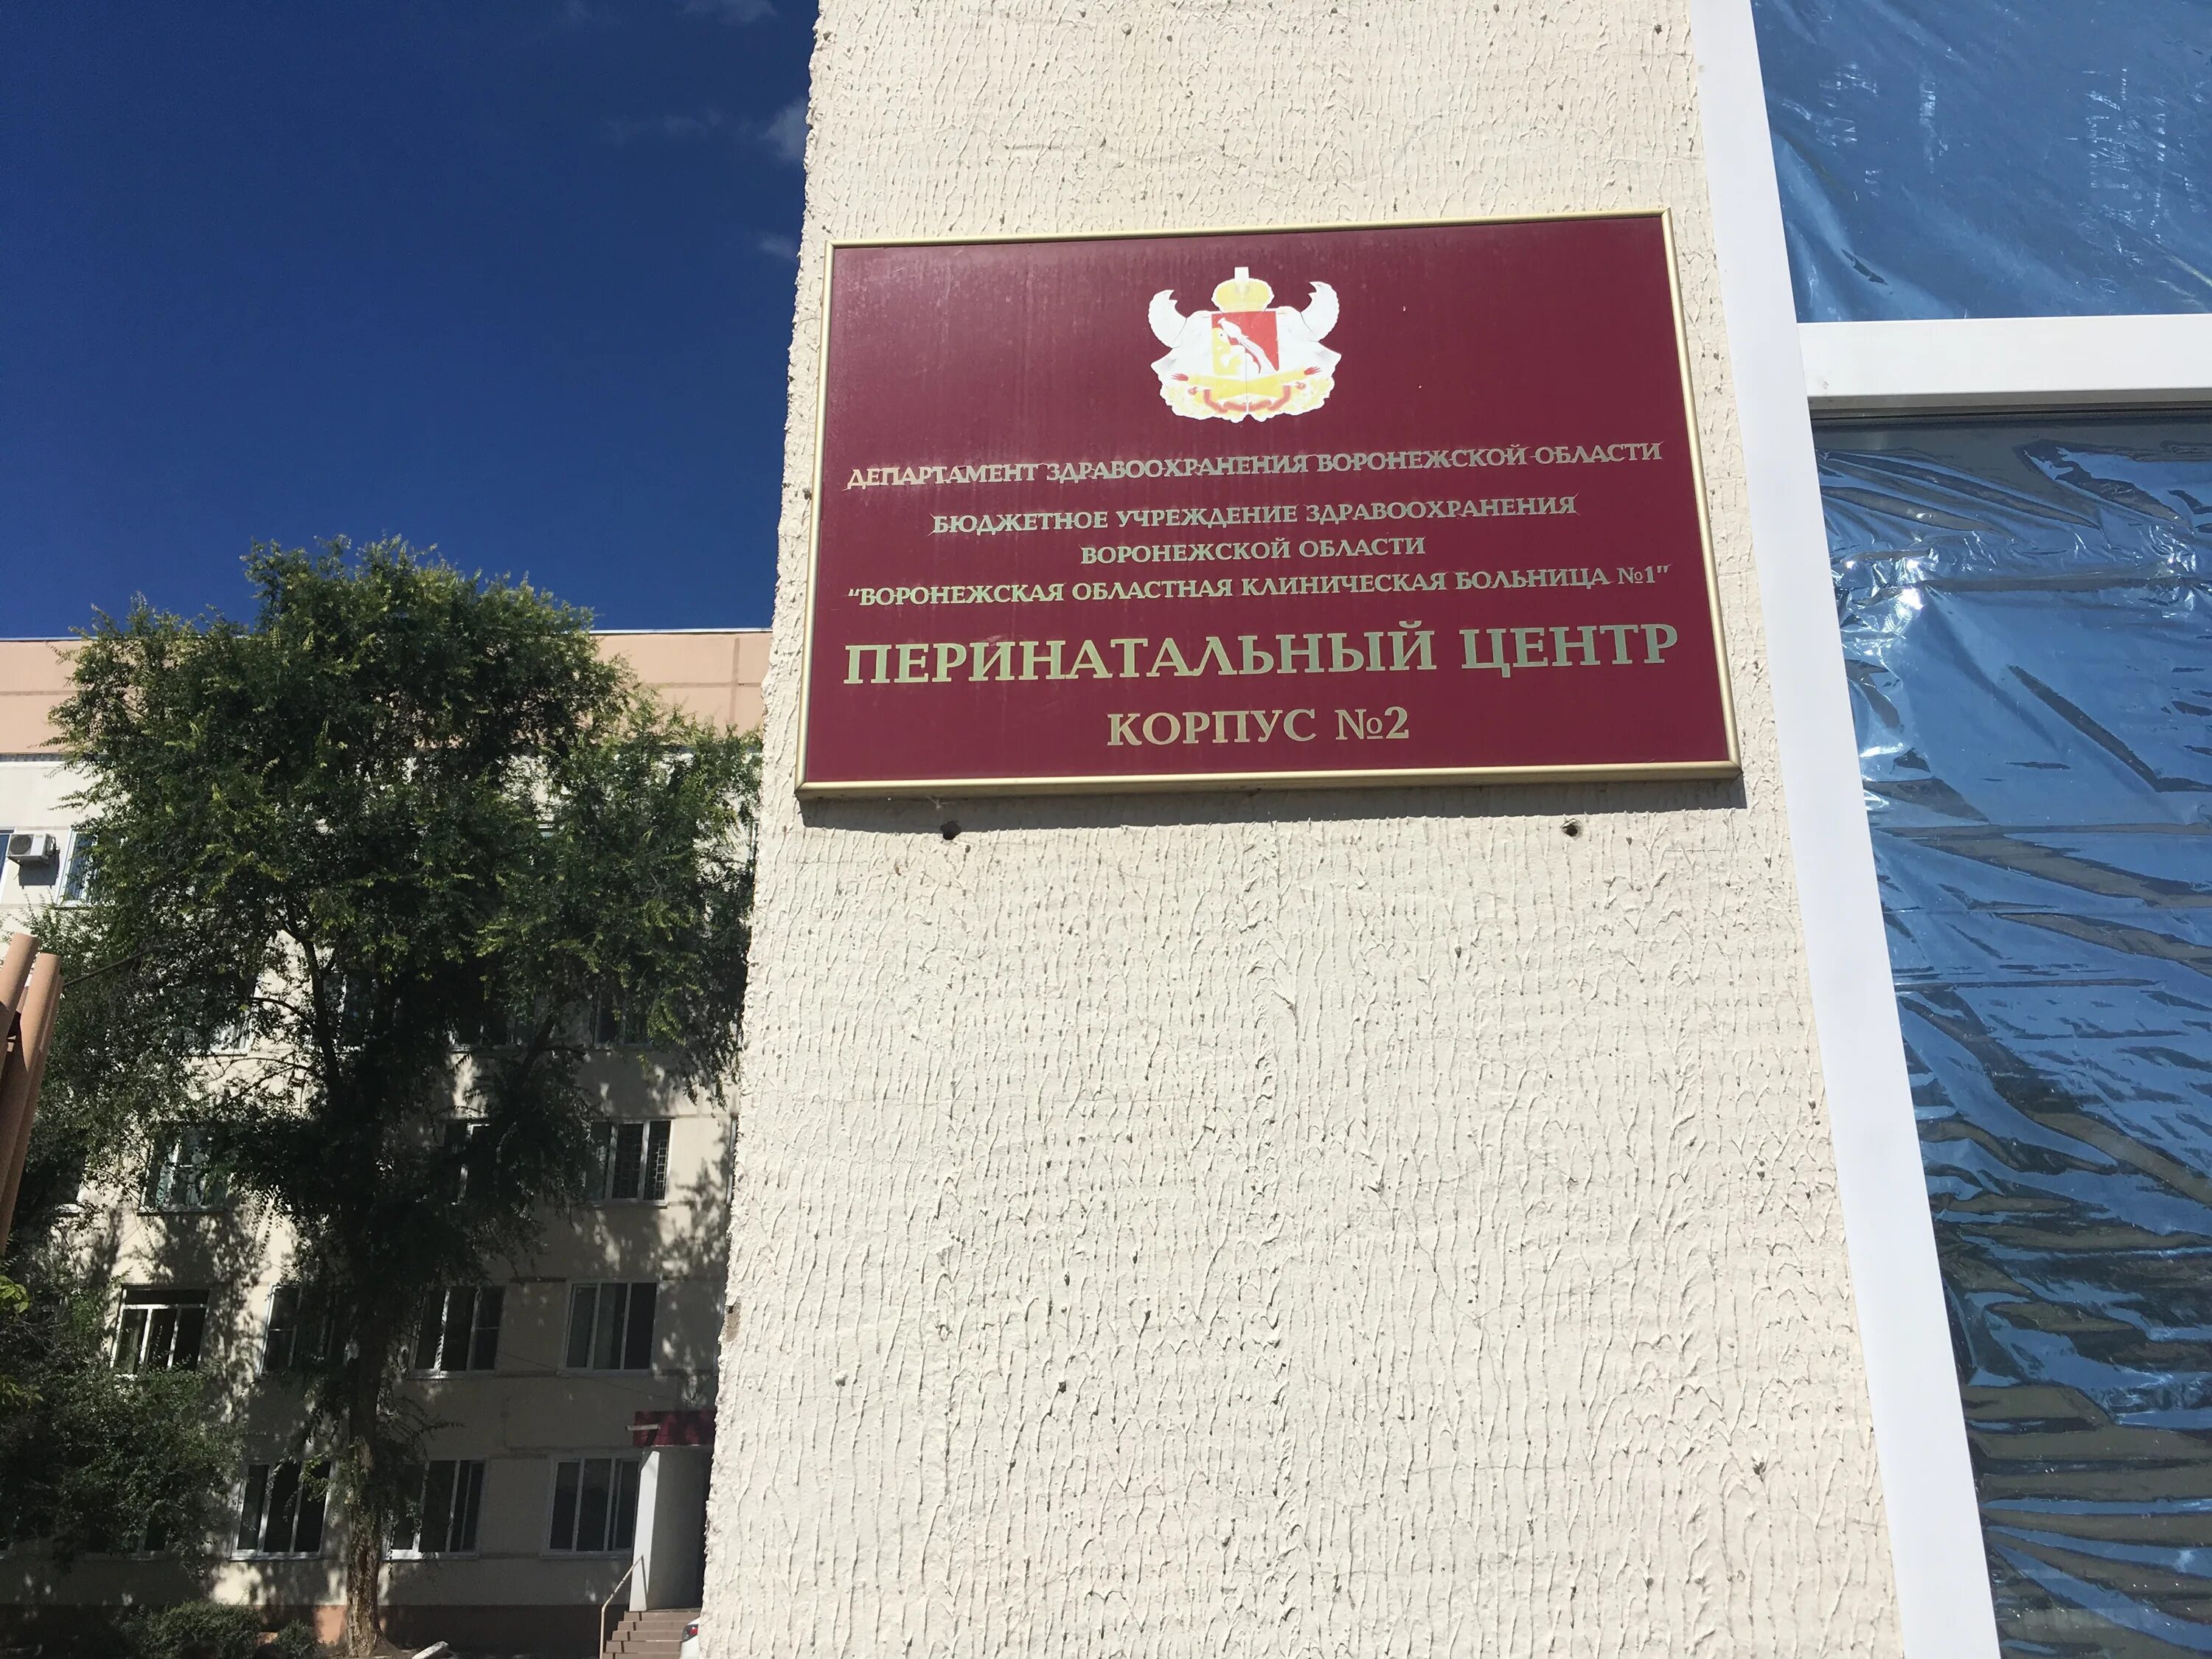 ДЕПАРТАМЕНТ ЗДРАВООХРАНЕНИЯ ВОРОНЕЖСКОЙ ОБЛАСТИ
БЮДЖЕТНОЕ УЧРЕЖДЕНИЕ ЗДРАВООХРАНЕНИЯ
ВОРОНЕЖСКОЙ ОБЛАСТИ
“ВОРОНЕЖСКАЯ ОБЛАСТНАЯ КЛИНИЧЕСКАЯ БОЛЬНИЦА №1”
ПЕРИНАТАЛЬНЫЙ ЦЕНТР
КОРПУС №2